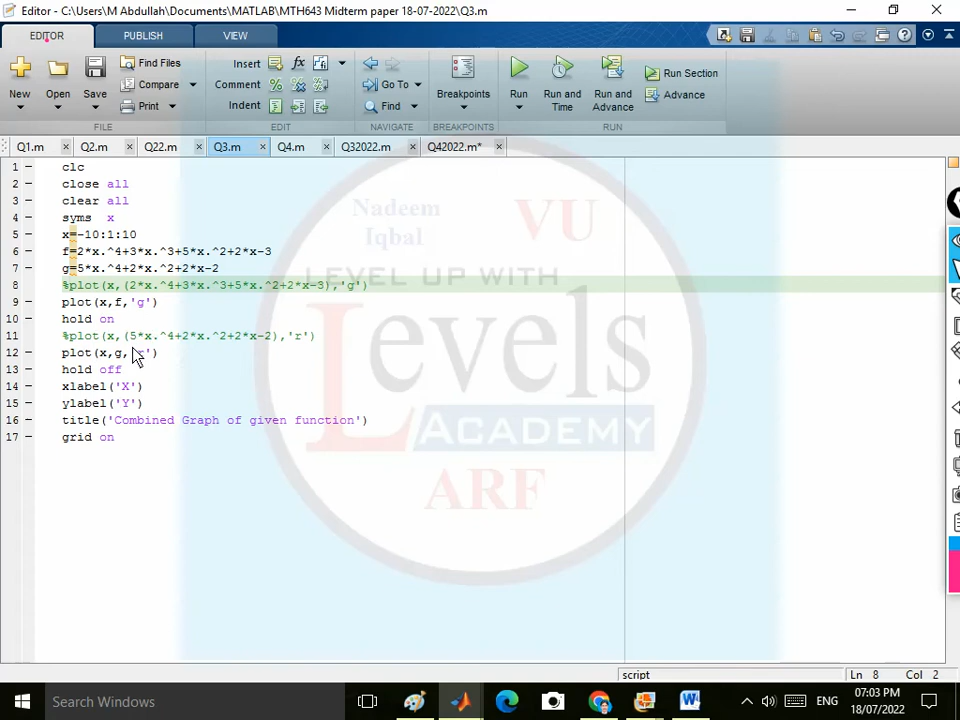 Editor - C:\Users\M Abdullah\Documents\MATLAB\MTH643 Midterm paper 18-07-2022\Q3.m
EDITOR PUBLISH VIEW
New Open Save Find Files Compare Print
Insert Comment Indent
Go To Find
Breakpoints
Run Run and Time Run and Advance Run Section Advance
FILE EDIT NAVIGATE BREAKPOINTS RUN
Q1.m Q2.m Q22.m Q3.m Q4.m Q32022.m Q42022.m*
1 clc
2 close all
3 clear all
4 syms x
5 x=-10:1:10
6 f=2*x.^4+3*x.^3+5*x.^2+2*x-3
7 g=5*x.^4+2*x.^2+2*x-2
8 %plot(x,(2*x.^4+3*x.^3+5*x.^2+2*x-3),'g')
9 plot(x,f,'g')
10 hold on
11 %plot(x,(5*x.^4+2*x.^2+2*x-2),'r')
12 plot(x,g,')
13 hold off
14 xlabel('X')
15 ylabel('Y')
16 title('Combined Graph of given function')
17 grid on
Nadeem Iqbal
VU
LEVEL UP WITH
Levels
ACADEMY
ARF
script Ln 8 Col 2
Search Windows
ENG
07:03 PM
18/07/2022